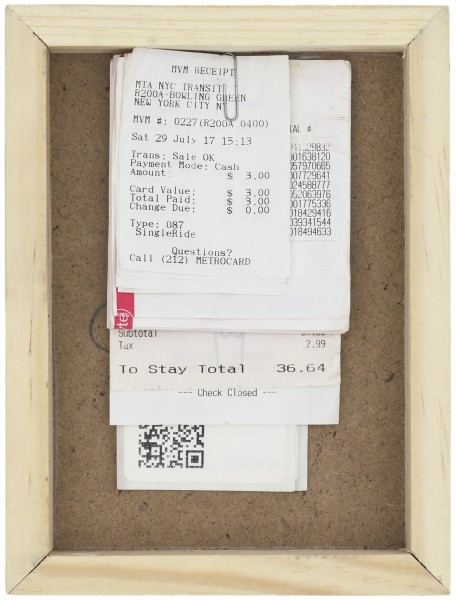 MVM RECEIPT
MTA NYC TRANSIT
R200A-BOWLING GREEN
NEW YORK CITY NY
MVM #: 0227(R200A 0400)
Sat 29 July 17 15:13
Trans: Sale OK
Payment Mode: Cash
Amount: $ 3.00
Card Value: $ 3.00
Total Paid: $ 3.00
Change Due: $ 0.00
Type: 087
SingleRide
Questions?
Call (212) METROCARD
IAL #
001638120
957970665
007729641
024588777
052063976
001775336
018429416
039341544
018494633
Subtotal
Tax 2.99
To Stay Total 36.64
--- Check Closed ---